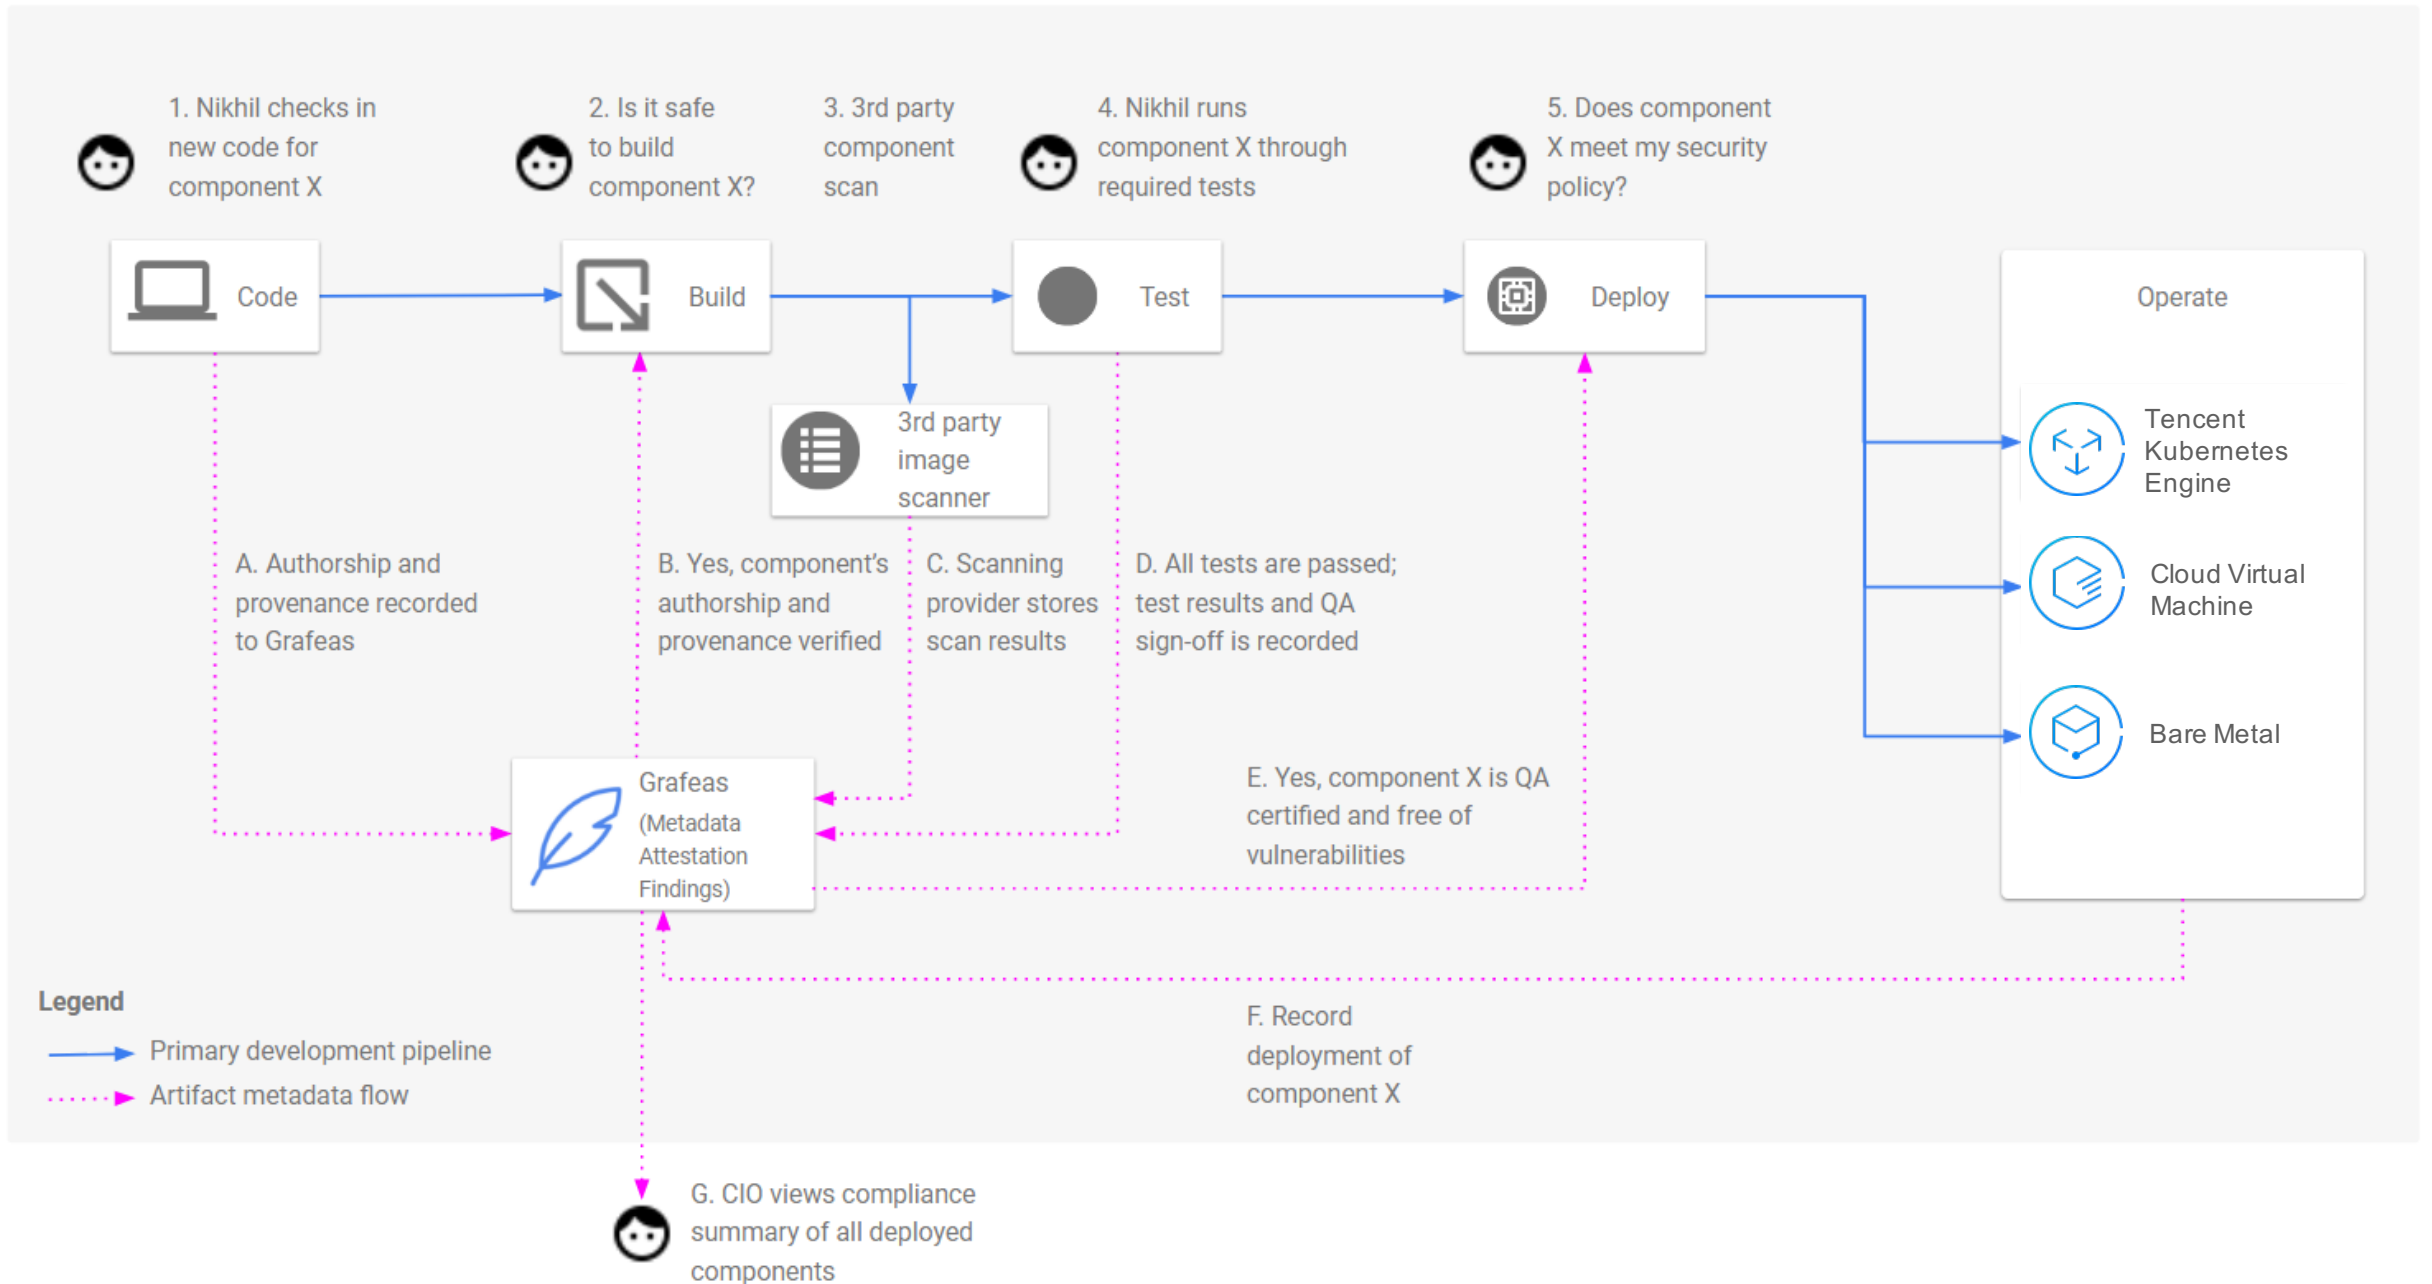 1. Nikhil checks in
new code for
component X
2. Is it safe
to build
component X?
3. 3rd party
component
scan
4. Nikhil runs
component X through
required tests
5. Does component
X meet my security
policy?
Code
Build
Test
Deploy
Operate
3rd party
image
scanner
Tencent
Kubernetes
Engine
Cloud Virtual
Machine
Bare Metal
A. Authorship and
provenance recorded
to Grafeas
B. Yes, component's
authorship and
provenance verified
C. Scanning
provider stores
scan results
D. All tests are passed;
test results and QA
sign-off is recorded
Grafeas
(Metadata
Attestation
Findings)
E. Yes, component X is QA
certified and free of
vulnerabilities
Legend
Primary development pipeline
Artifact metadata flow
F. Record
deployment of
component X
G. CIO views compliance
summary of all deployed
components